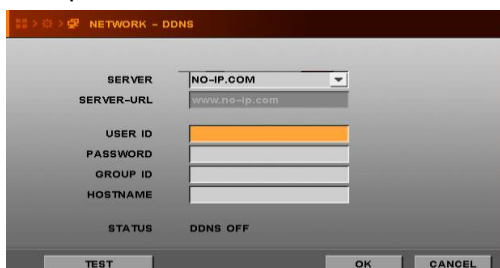 NETWORK - DDNS
SERVER NO-IP.COM
SERVER-URL www.no-ip.com
USER ID
PASSWORD
GROUP ID
HOSTNAME
STATUS DDNS OFF
TEST OK CANCEL